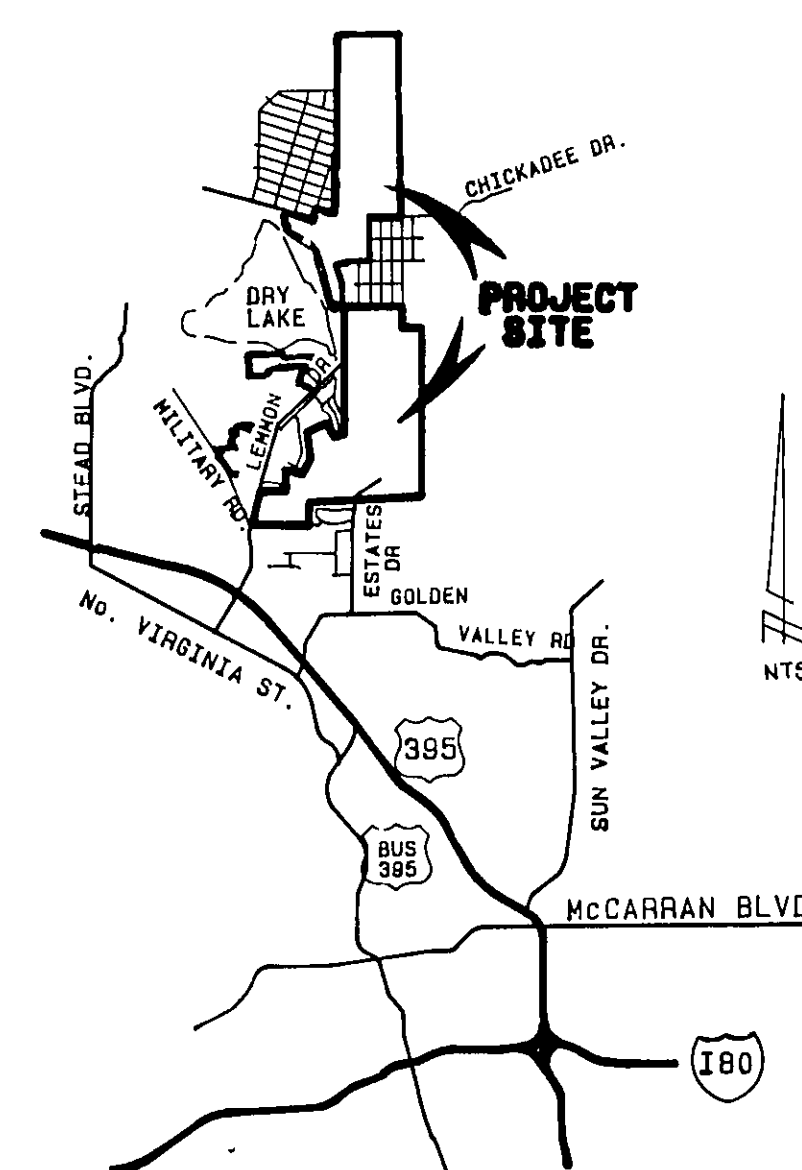 CHICKADEE DR.
PROJECT
SITE
DRY
LAKE
LEMMON DR.
STEAD BLVD.
MILITARY RD.
ESTATES
DR
GOLDEN
VALLEY RD
No. VIRGINIA ST.
SUN VALLEY DR.
NTS
395
BUS
395
McCARRAN BLVD
I80